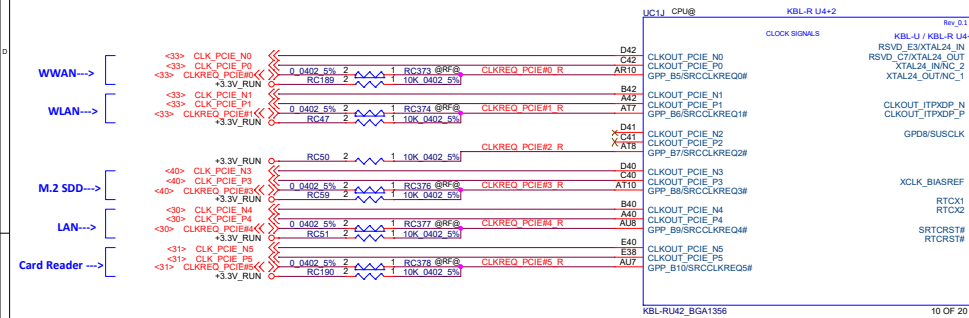 UC1J CPU@ KBL-R U4+2
Rev_0.1
CLOCK SIGNALS
KBL-U / KBL-R U4+
D
WWAN--->
<33> CLK_PCIE_N0 D42 CLKOUT_PCIE_N0
<33> CLK_PCIE_P0 C42 CLKOUT_PCIE_P0
<33> CLKREQ_PCIE#0 0_0402_5% 2 1 RC373 @RF@ CLKREQ_PCIE#0_R AR10 GPP_B5/SRCCLKREQ0#
+3.3V_RUN RC189 2 1 10K_0402_5%
WLAN--->
<33> CLK_PCIE_N1 B42 CLKOUT_PCIE_N1
<33> CLK_PCIE_P1 A42 CLKOUT_PCIE_P1
<33> CLKREQ_PCIE#1 0_0402_5% 2 1 RC374 @RF@ CLKREQ_PCIE#1_R AT7 GPP_B6/SRCCLKREQ1#
+3.3V_RUN RC47 2 1 10K_0402_5%
D41 CLKOUT_PCIE_N2
C41 CLKOUT_PCIE_P2
CLKREQ_PCIE#2_R AT8 GPP_B7/SRCCLKREQ2#
+3.3V_RUN RC50 2 1 10K_0402_5%
M.2 SDD--->
<40> CLK_PCIE_N3 D40 CLKOUT_PCIE_N3
<40> CLK_PCIE_P3 C40 CLKOUT_PCIE_P3
<40> CLKREQ_PCIE#3 0_0402_5% 2 1 RC376 @RF@ CLKREQ_PCIE#3_R AT10 GPP_B8/SRCCLKREQ3#
+3.3V_RUN RC59 2 1 10K_0402_5%
LAN--->
<30> CLK_PCIE_N4 B40 CLKOUT_PCIE_N4
<30> CLK_PCIE_P4 A40 CLKOUT_PCIE_P4
<30> CLKREQ_PCIE#4 0_0402_5% 2 1 RC377 @RF@ CLKREQ_PCIE#4_R AU8 GPP_B9/SRCCLKREQ4#
+3.3V_RUN RC51 2 1 10K_0402_5%
Card Reader --->
<31> CLK_PCIE_N5 E40 CLKOUT_PCIE_N5
<31> CLK_PCIE_P5 E38 CLKOUT_PCIE_P5
<31> CLKREQ_PCIE#5 0_0402_5% 2 1 RC378 @RF@ CLKREQ_PCIE#5_R AU7 GPP_B10/SRCCLKREQ5#
+3.3V_RUN RC190 2 1 10K_0402_5%
RSVD_E3/XTAL24_IN
RSVD_C7/XTAL24_OUT
XTAL24_IN/NC_2
XTAL24_OUT/NC_1
CLKOUT_ITPXDP_N
CLKOUT_ITPXDP_P
GPD8/SUSCLK
XCLK_BIASREF
RTCX1
RTCX2
SRTCRST#
RTCRST#
KBL-RU42_BGA1356
10 OF 20